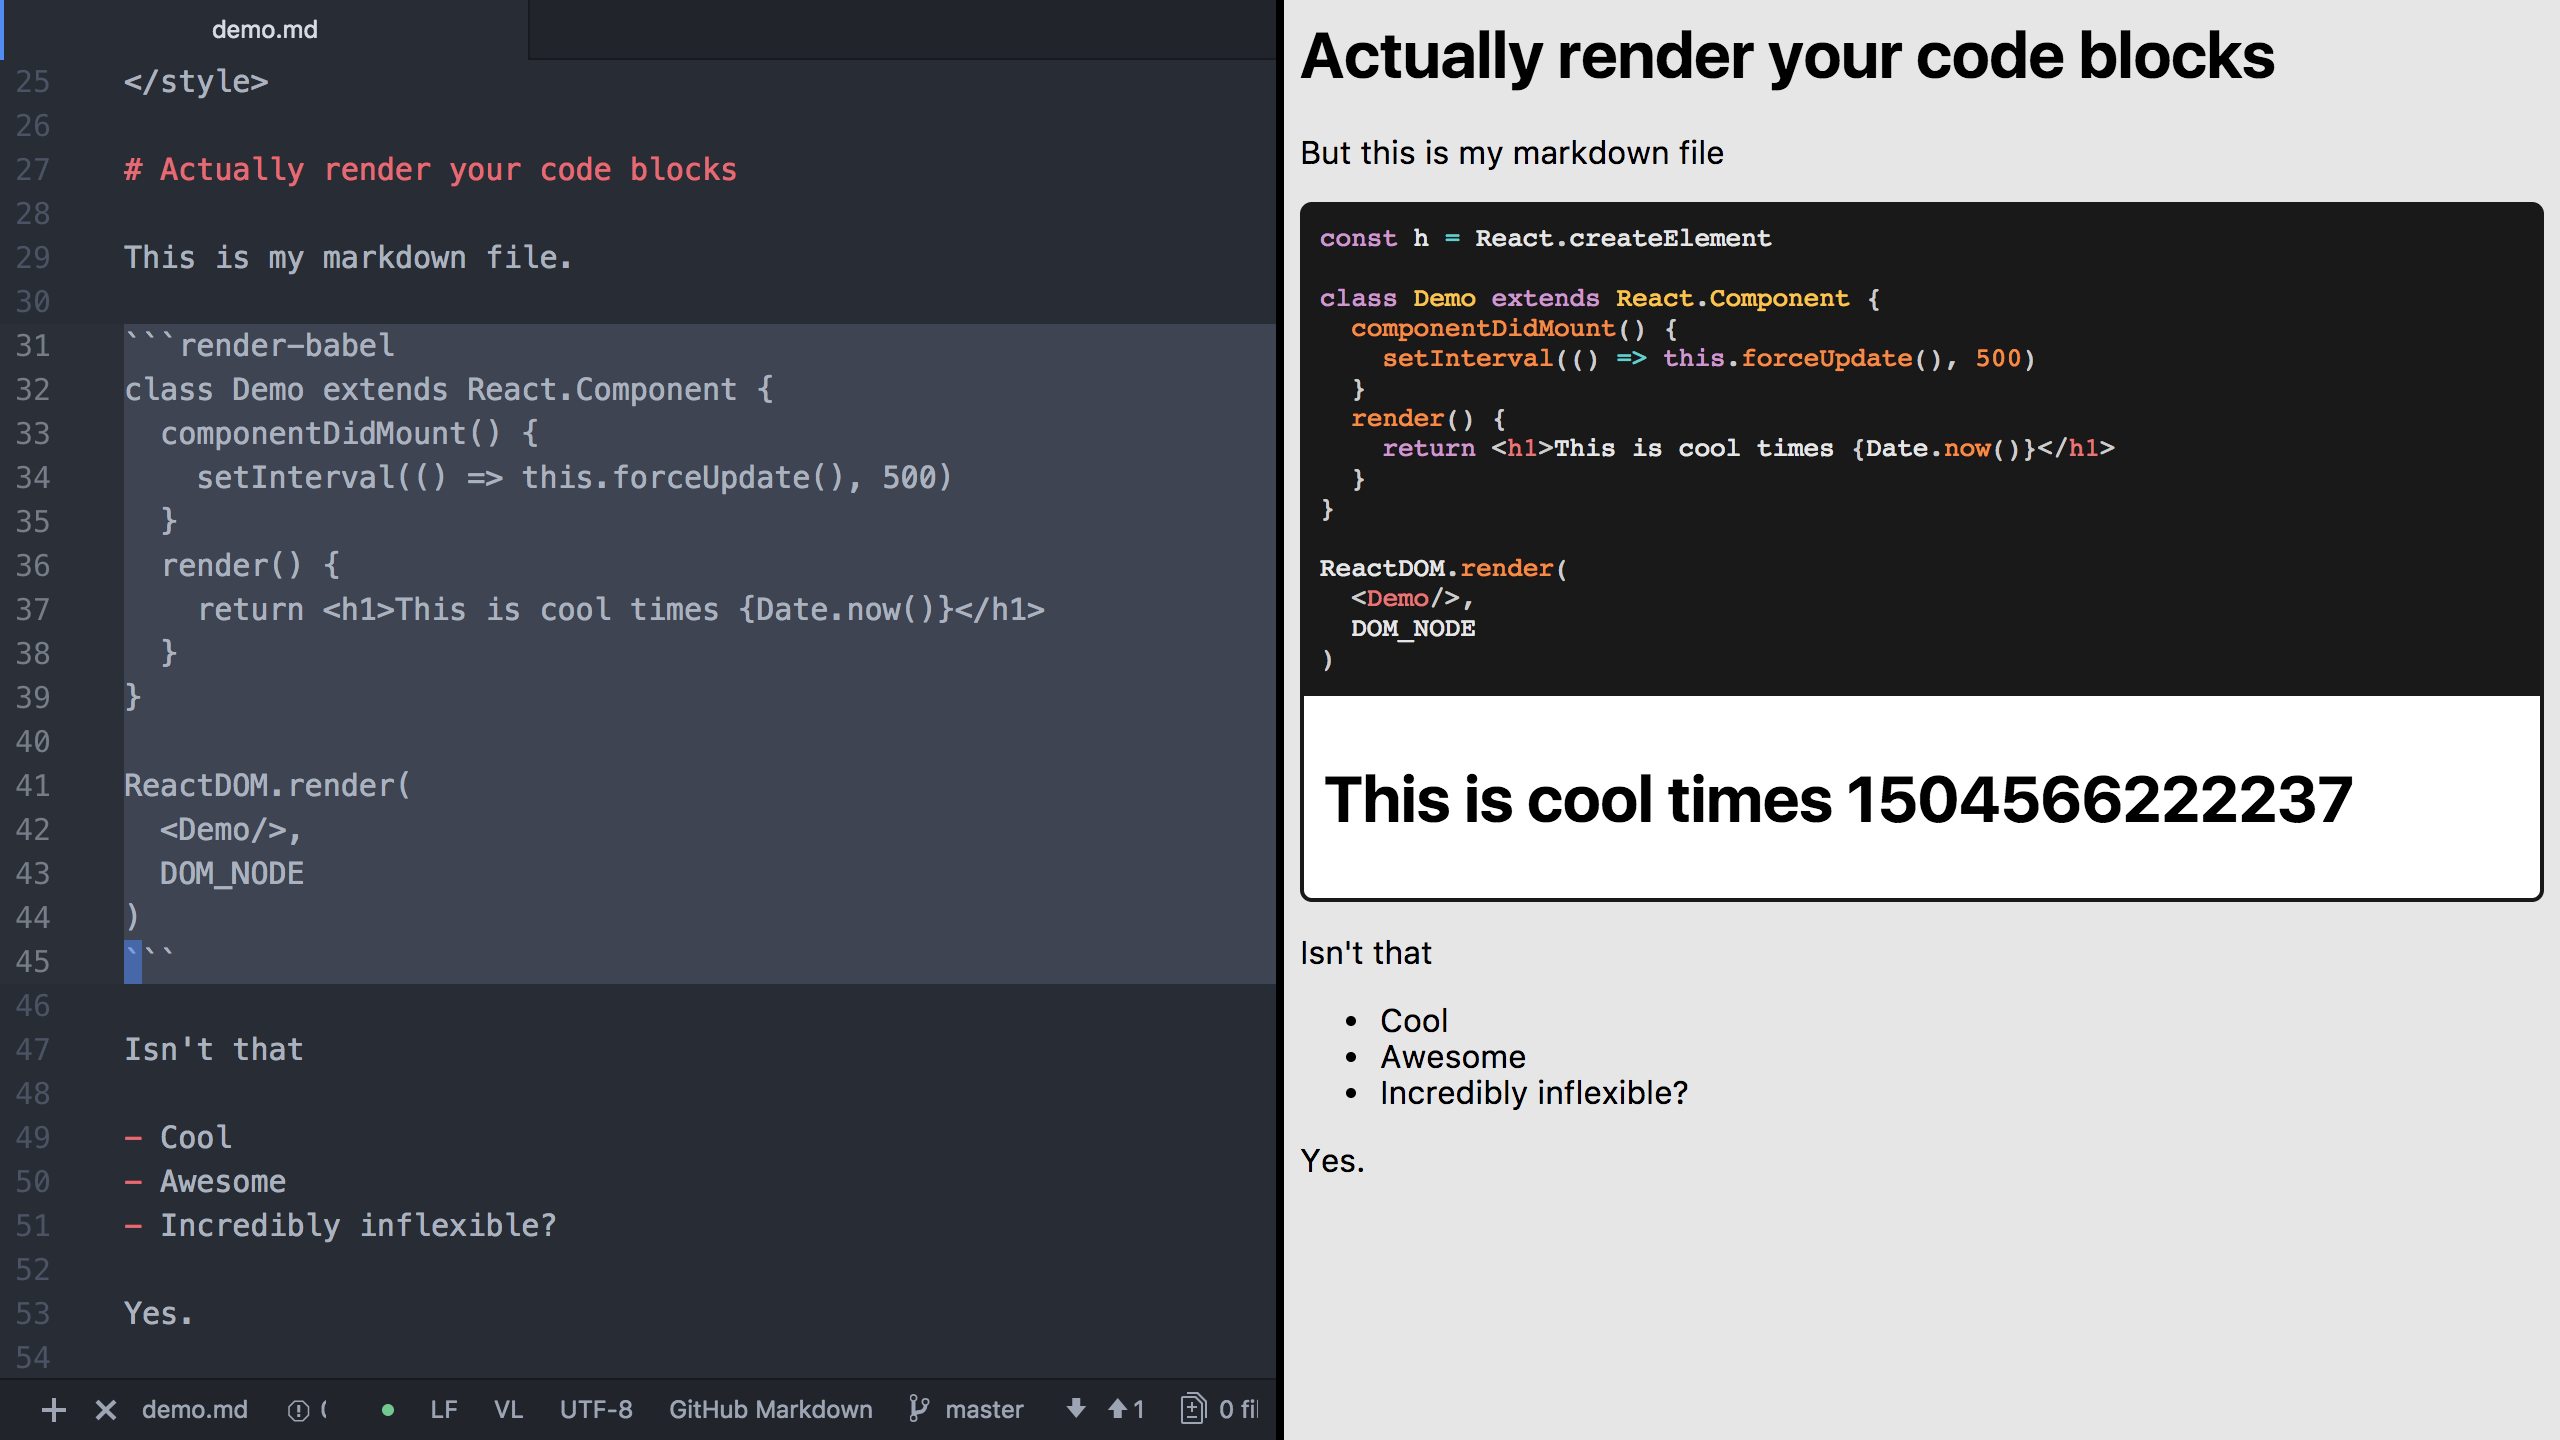 demo.md
25 </style>
26
27 # Actually render your code blocks
28
29 This is my markdown file.
30
31 ```render-babel
32 class Demo extends React.Component {
33   componentDidMount() {
34     setInterval(() => this.forceUpdate(), 500)
35   }
36   render() {
37     return <h1>This is cool times {Date.now()}</h1>
38   }
39 }
40
41 ReactDOM.render(
42   <Demo/>,
43   DOM_NODE
44 )
45 ```
46
47 Isn't that
48
49 - Cool
50 - Awesome
51 - Incredibly inflexible?
52
53 Yes.
54
demo.md LF VL UTF-8 GitHub Markdown master 1 0 fi
Actually render your code blocks
But this is my markdown file
const h = React.createElement
class Demo extends React.Component {
  componentDidMount() {
    setInterval(() => this.forceUpdate(), 500)
  }
  render() {
    return <h1>This is cool times {Date.now()}</h1>
  }
}
ReactDOM.render(
  <Demo/>,
  DOM_NODE
)
This is cool times 1504566222237
Isn't that
• Cool
• Awesome
• Incredibly inflexible?
Yes.